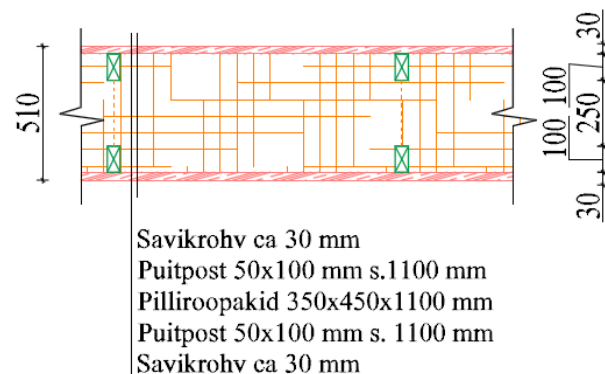 30
510
100 100
250
30
Savikrohv ca 30 mm
Puitpost 50x100 mm s.1100 mm
Pilliroopakid 350x450x1100 mm
Puitpost 50x100 mm s. 1100 mm
Savikrohv ca 30 mm